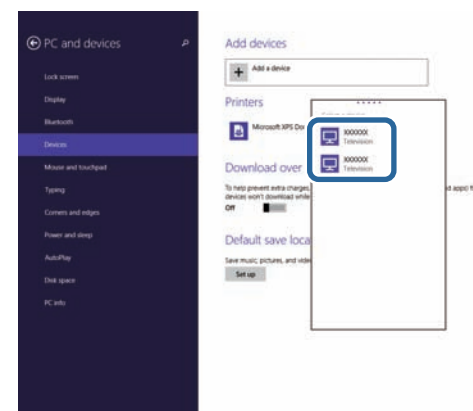 PC and devices
Lock screen
Display
Bluetooth
Devices
Mouse and touchpad
Typing
Corners and edges
Power and sleep
AutoPlay
Disk space
PC info
Add devices
Add a device
Printers
Microsoft XPS Do
XXXXXX
Television
XXXXXX
Television
Download over
To help prevent extra charges,
devices won't download while
d apps) f
Off
Default save loca
Save music, pictures, and vide
Set up